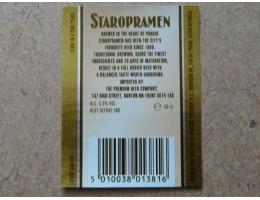 STAROPRAMEN
BREWED IN THE HEART OF PRAGUE
STAROPRAMEN HAS BEEN THE CITY'S
FAVOURITE BEER SINCE 1869.
TRADITIONAL BREWING, USING THE FINEST
INGREDIENTS AND 70 DAYS OF MATURATION,
RESULT IN A FULL BODIED BEER WITH
A BALANCED TASTE WORTH SAVOURING.
IMPORTED BY:
THE PREMIUM BEER COMPANY.
137 HIGH STREET, BURTON ON-TRENT DE14 1JZ
ALC. 5.0% VOL
BEST BEFORE END
e 50 cl
5 010038 013816